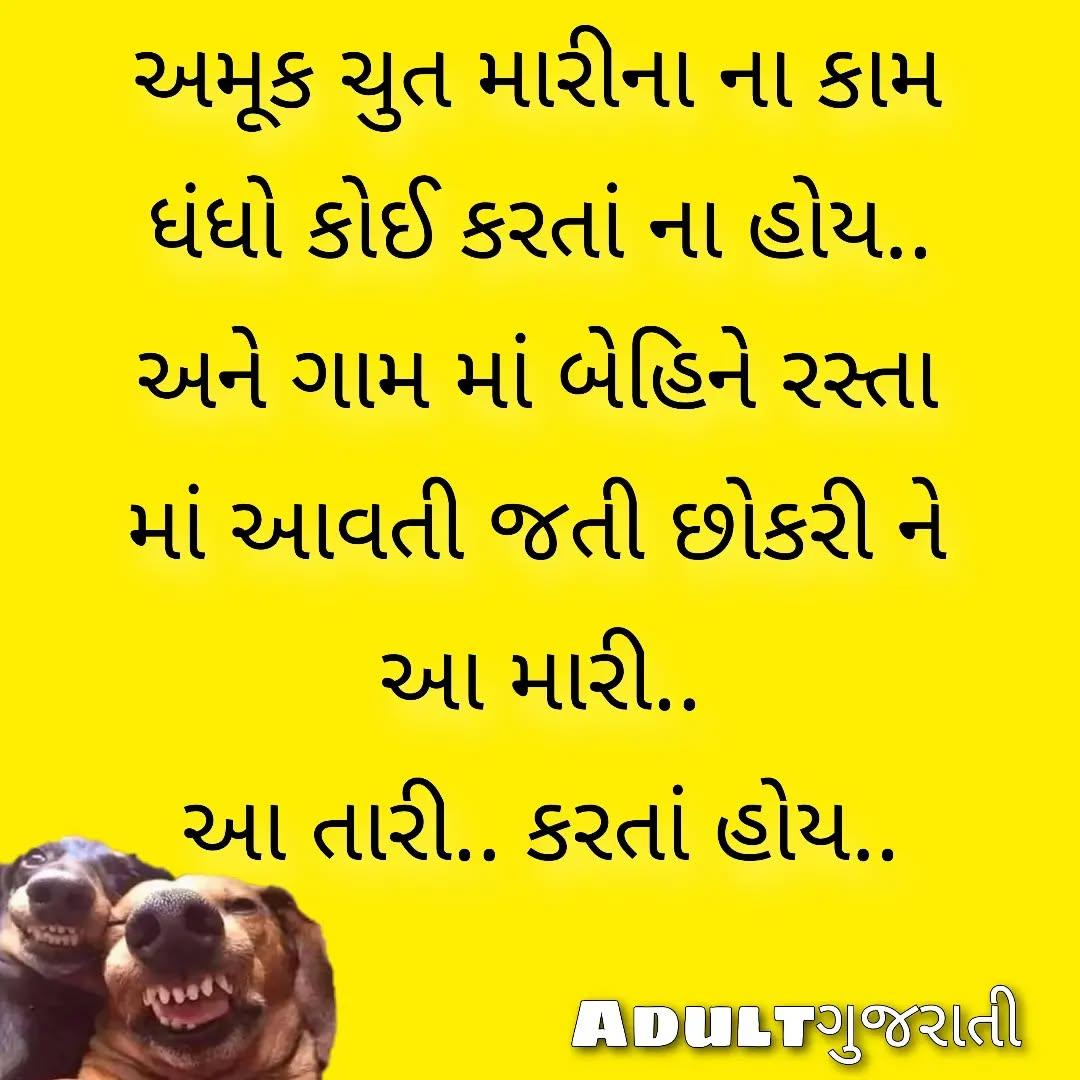 અમૂક ચુત મારીના ના કામ
ધંધો કોઈ કરતાં ના હોય..
અને ગામ માં બેહિને રસ્તા
માં આવતી જતી છોકરી ને
આ મારી..
આ તારી.. કરતાં હોય..
ADULTગુજરાતી